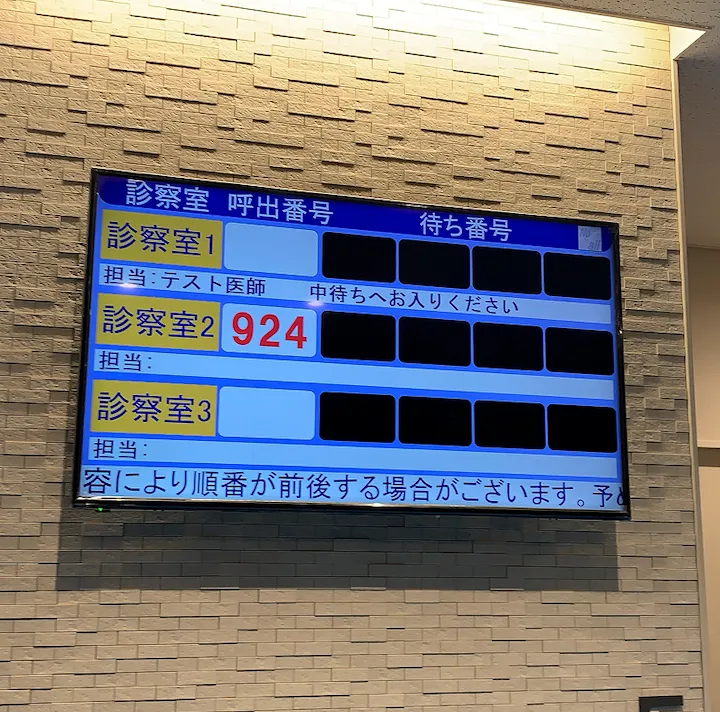 診察室 呼出番号 待ち番号
診察室1
担当:テスト医師 中待ちへお入りください
診察室2 924
担当:
診察室3
担当:
容により順番が前後する場合がございます。予